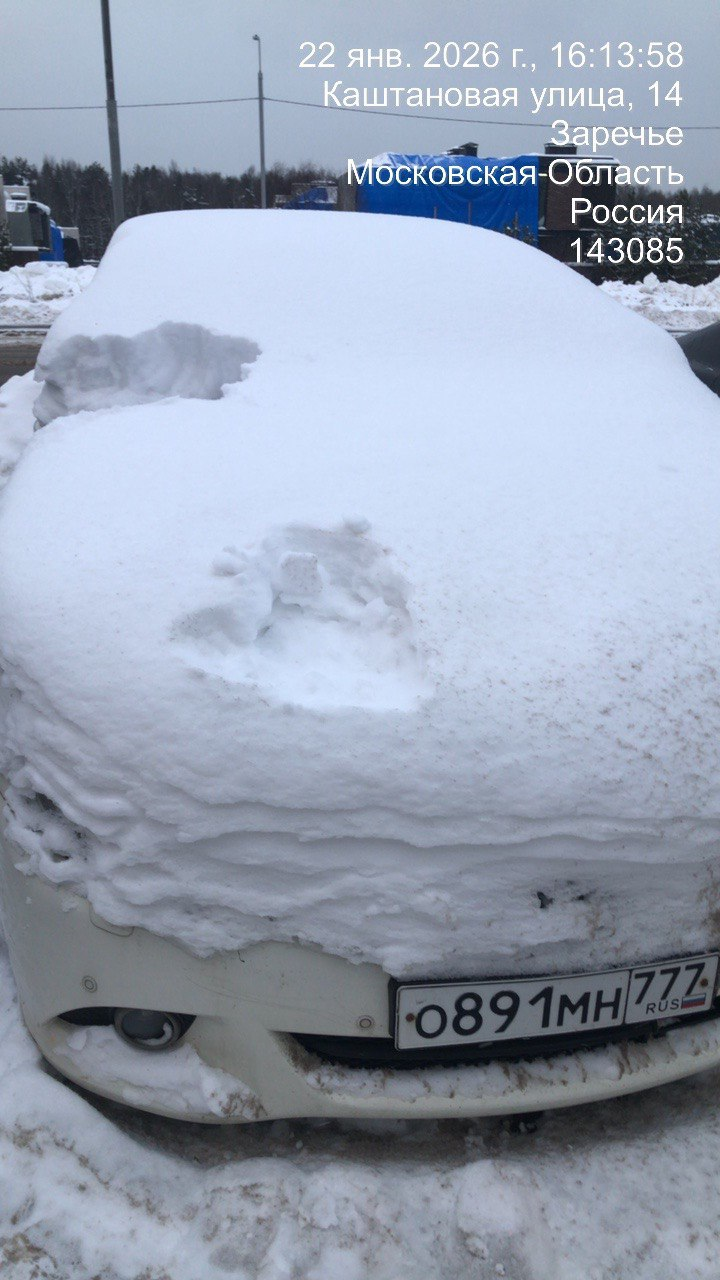 22 янв. 2026 г., 16:13:58
Каштановая улица, 14
Заречье
Московская-Область
Россия
143085
О891МН 777
RUS